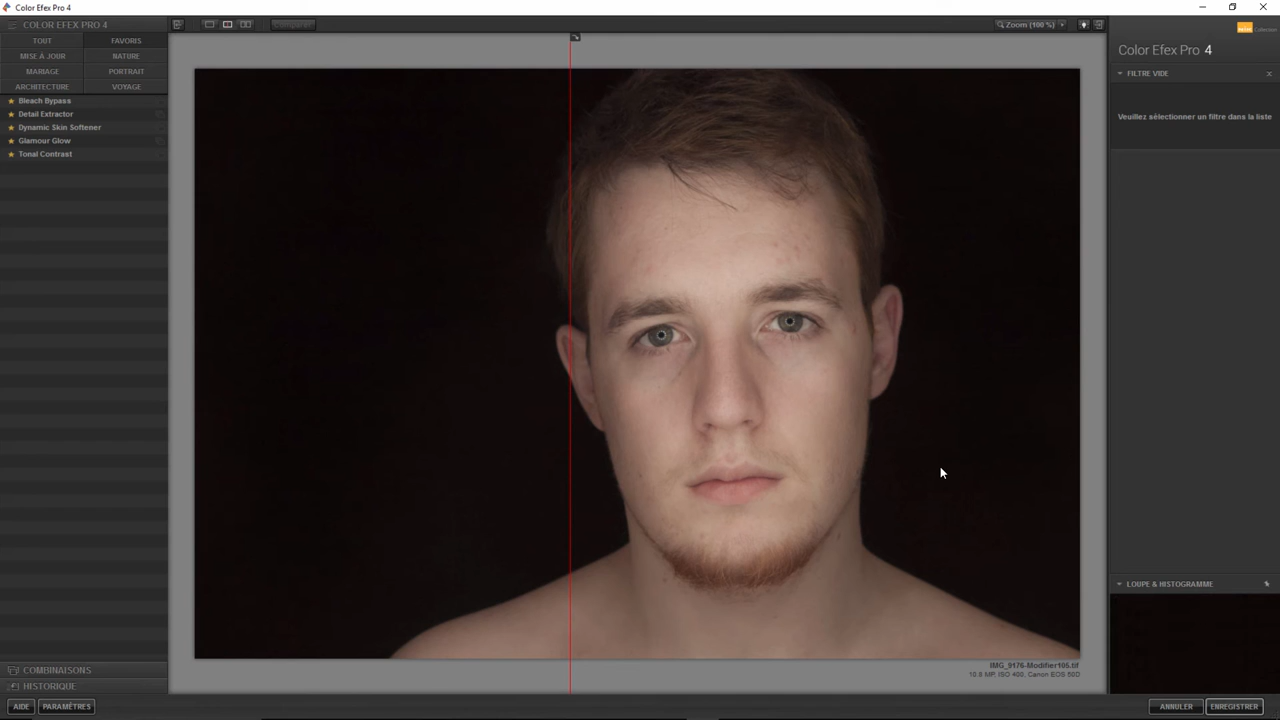 Color Efex Pro 4
COLOR EFEX PRO 4
TOUT
FAVORIS
MISE À JOUR
NATURE
MARIAGE
PORTRAIT
ARCHITECTURE
VOYAGE
Bleach Bypass
Detail Extractor
Dynamic Skin Softener
Glamour Glow
Tonal Contrast
COMBINAISONS
HISTORIQUE
AIDE
PARAMÈTRES
Comparer
Zoom (100 %)
Collection
Color Efex Pro 4
FILTRE VIDE
Veuillez sélectionner un filtre dans la liste
LOUPE & HISTOGRAMME
IMG_9176-Modifier105.tif
10.8 MP, ISO 400, Canon EOS 50D
ANNULER
ENREGISTRER